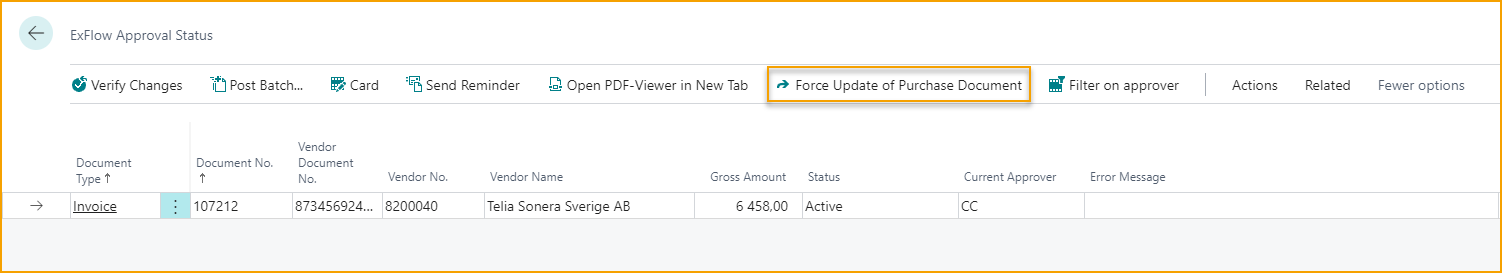 ExFlow Approval Status
Verify Changes Post Batch... Card Send Reminder Open PDF-Viewer in New Tab Force Update of Purchase Document Filter on approver Actions Related Fewer options
Document Type ↑ Document No. ↑ Vendor Document No. Vendor No. Vendor Name Gross Amount Status Current Approver Error Message
Invoice 107212 873456924... 8200040 Telia Sonera Sverige AB 6 458,00 Active CC